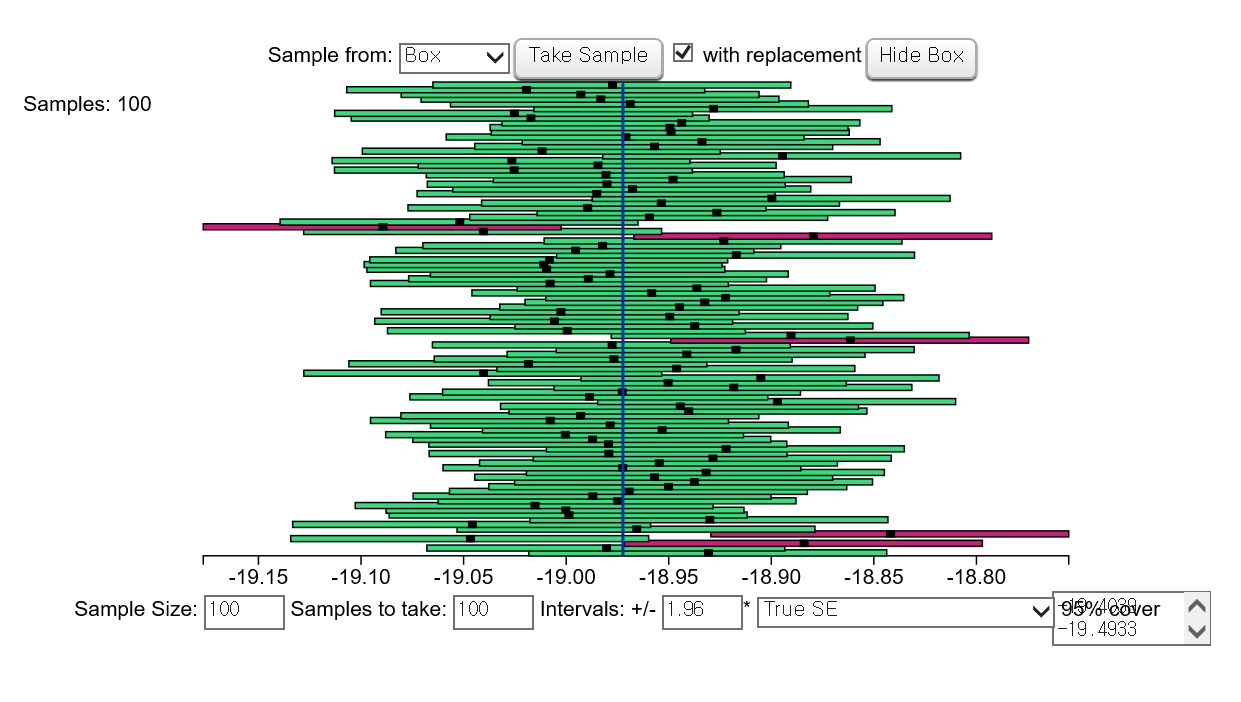 Sample from: Box Take Sample with replacement Hide Box
Samples: 100
-19.15 -19.10 -19.05 -19.00 -18.95 -18.90 -18.85 -18.80
Sample Size: 100 Samples to take: 100 Intervals: +/- 1.96 * True SE 95% cover
-19.4933